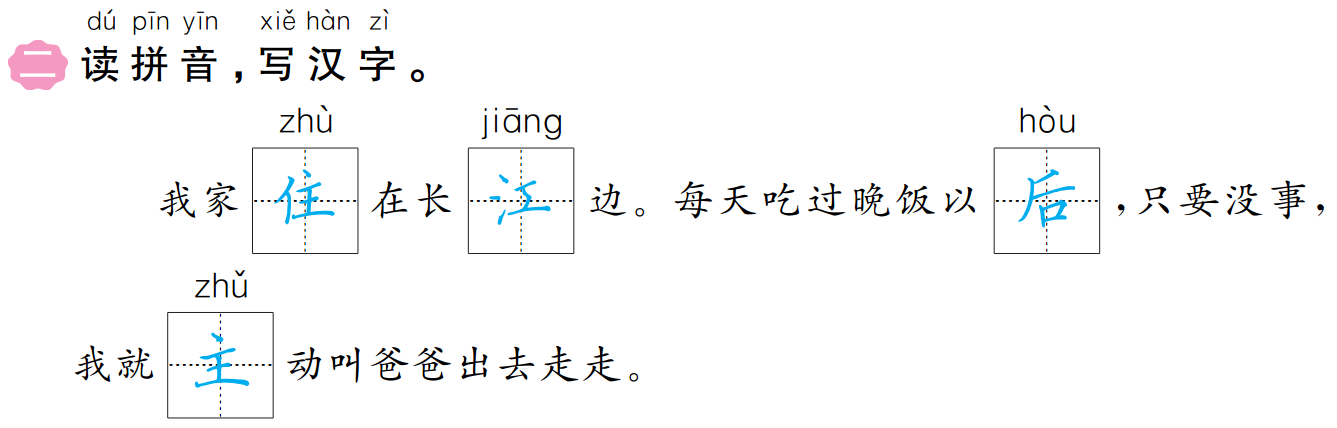 dú pīn yīn xiě hàn zì
二 读拼音,写汉字。
zhù jiāng hòu
我家住在长江边。每天吃过晚饭以后,只要没事,
zhǔ
我就主动叫爸爸出去走走。